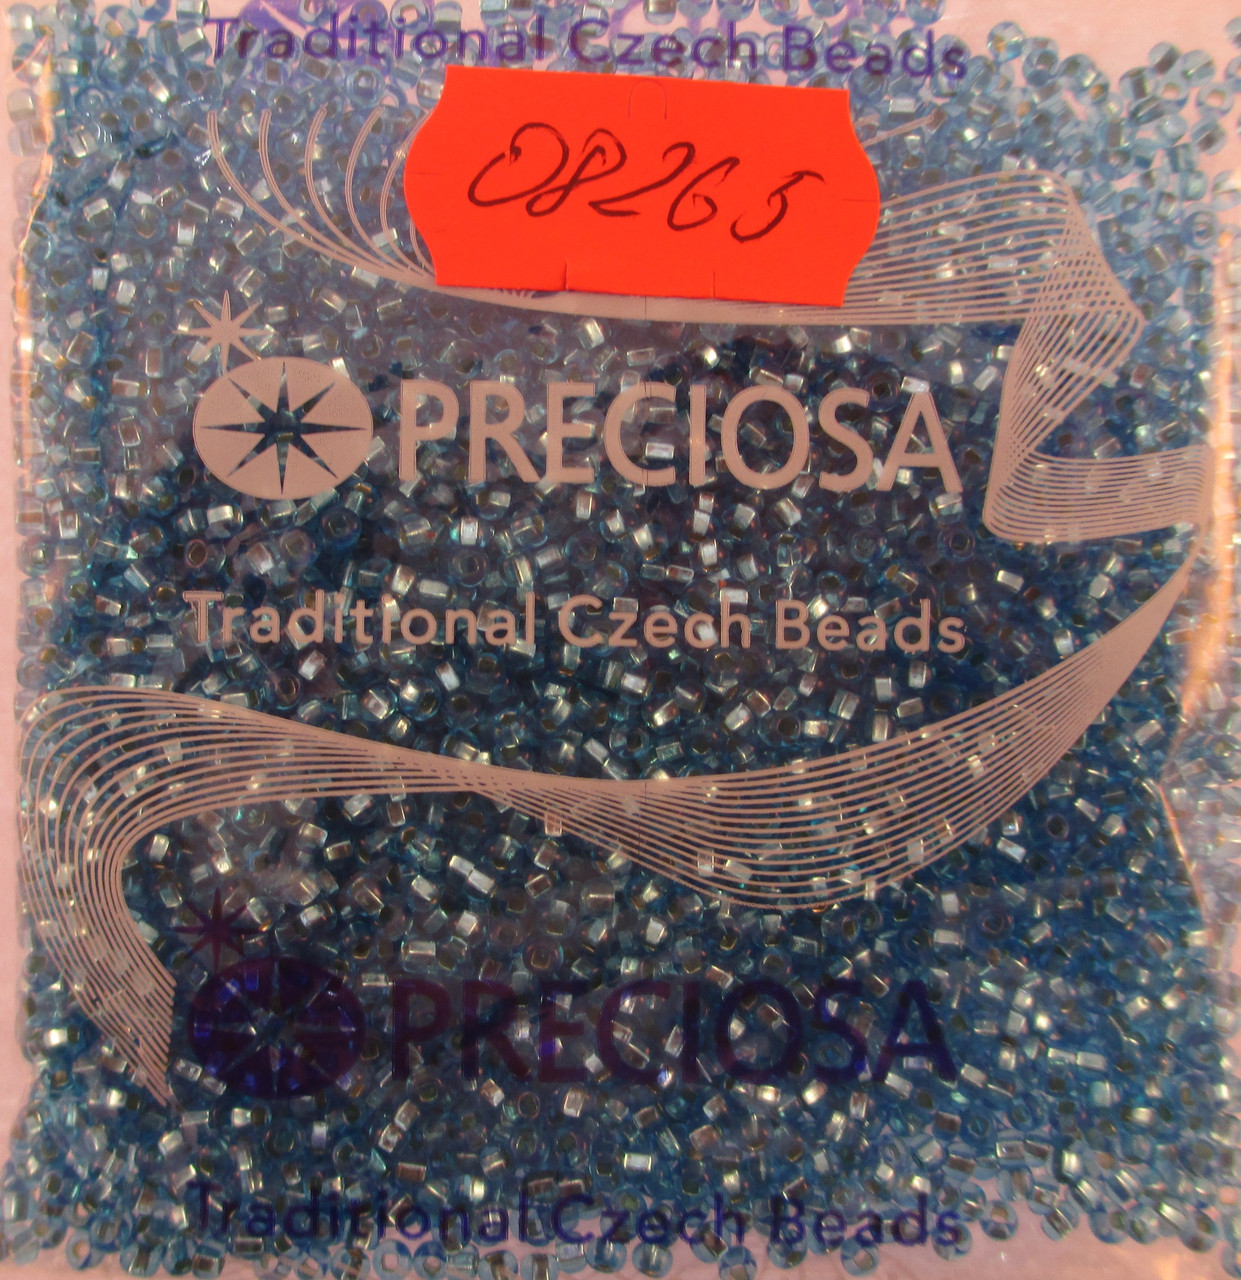 Traditional Czech Beads
08265
PRECIOSA
Traditional Czech Beads
PRECIOSA
Traditional Czech Beads